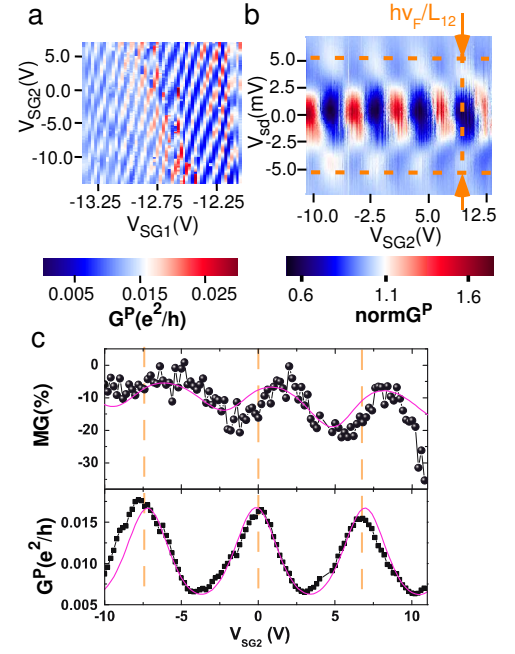 a
b
hv_F/L_12
V_SG2(V)
5.0
0.0
-5.0
-10.0
-13.25 -12.75 -12.25
V_SG1(V)
V_sd(mV)
5.0
2.5
0.0
-2.5
-5.0
-10.0 -2.5 5.0 12.5
V_SG2(V)
0.005 0.015 0.025
G^P(e^2/h)
0.6 1.1 1.6
normG^P
c
MG(%)
0
-10
-20
-30
G^P(e^2/h)
0.015
0.010
0.005
-10 -5 0 5 10
V_SG2 (V)